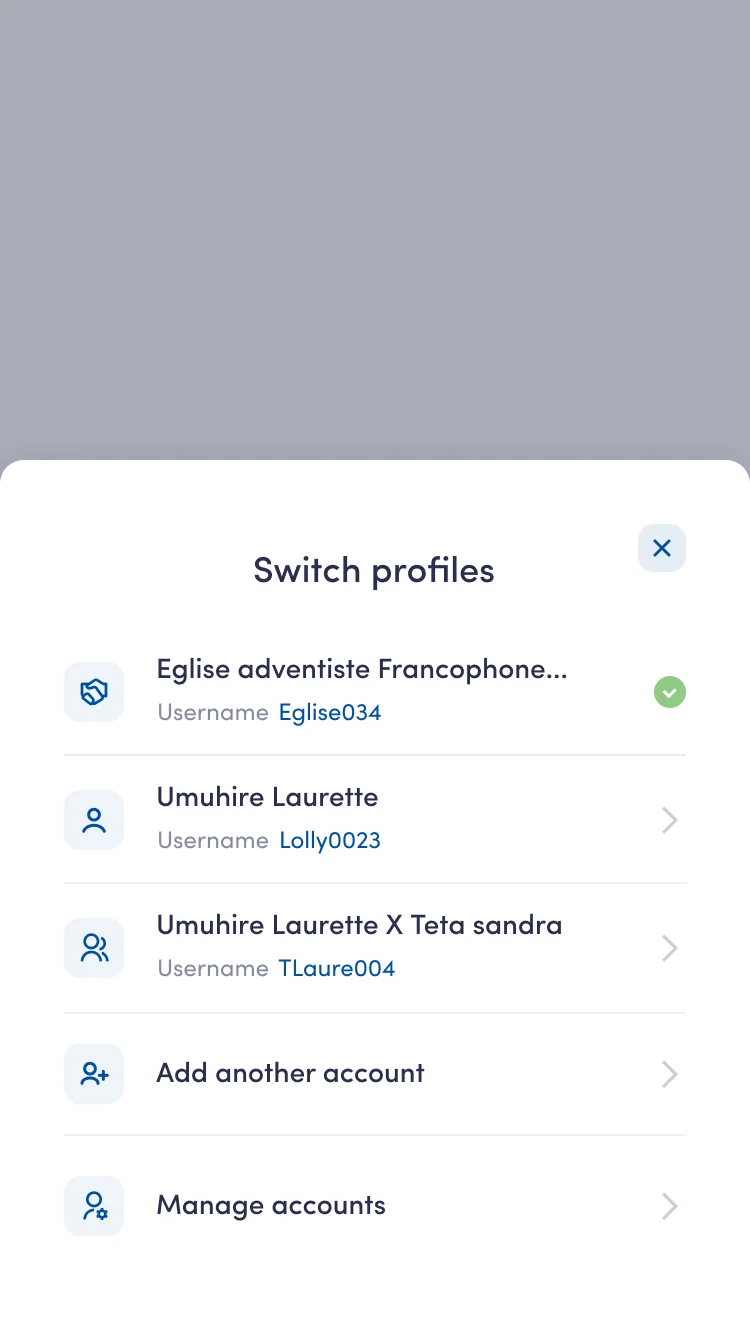 Switch profiles
Eglise adventiste Francophone...
Username Eglise034
Umuhire Laurette
Username Lolly0023
Umuhire Laurette X Teta sandra
Username TLaure004
Add another account
Manage accounts